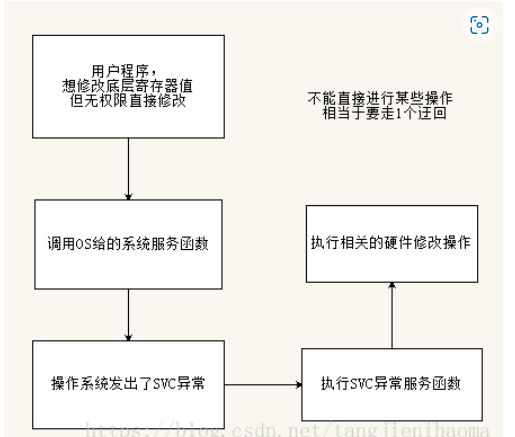 用户程序，
想修改底层寄存器值
但无权限直接修改
不能直接进行某些操作
相当于要走1个迂回
调用OS给的系统服务函数
执行相关的硬件修改操作
操作系统发出了SVC异常
执行SVC异常服务函数
https://blog.csdn.net/tangjienihaoma